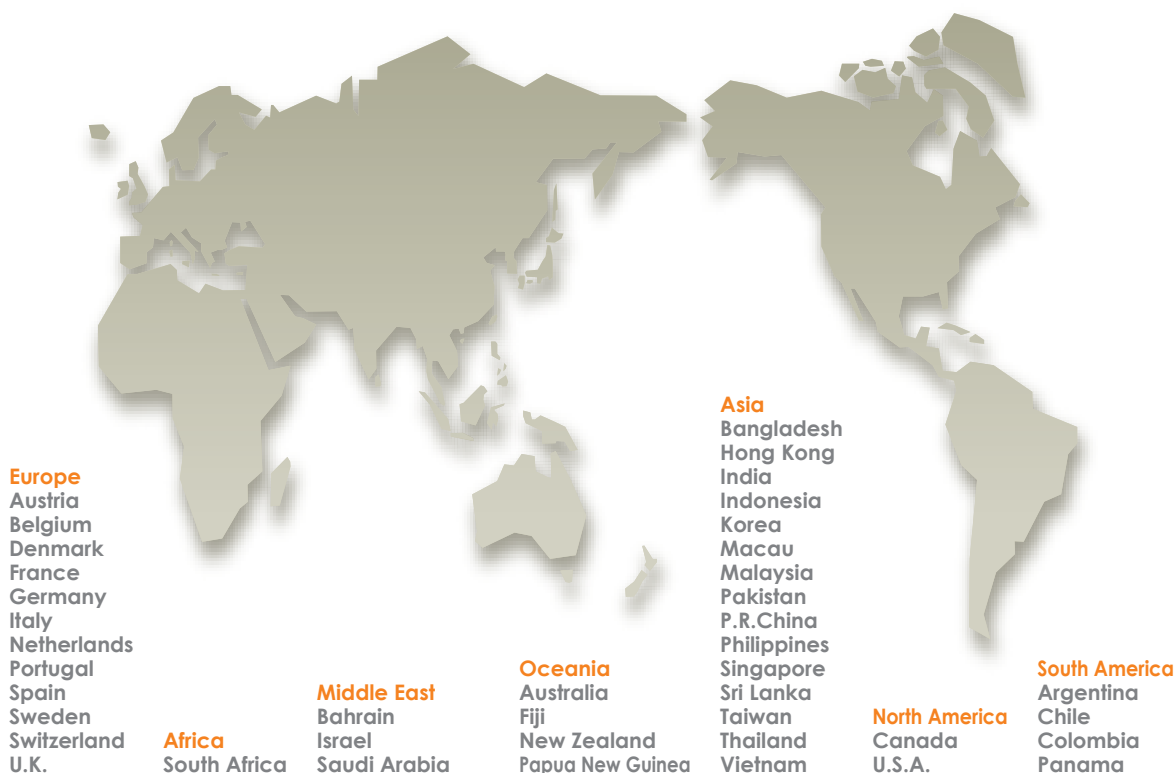 Europe
Austria
Belgium
Denmark
France
Germany
Italy
Netherlands
Portugal
Spain
Sweden
Switzerland
U.K.
Africa
South Africa
Middle East
Bahrain
Israel
Saudi Arabia
Oceania
Australia
Fiji
New Zealand
Papua New Guinea
Asia
Bangladesh
Hong Kong
India
Indonesia
Korea
Macau
Malaysia
Pakistan
P.R.China
Philippines
Singapore
Sri Lanka
Taiwan
Thailand
Vietnam
North America
Canada
U.S.A.
South America
Argentina
Chile
Colombia
Panama